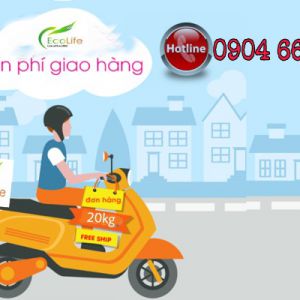 EcoLife
n phí giao hàng
Hotline
0904 66
đơn hàng
20kg
FREE SHIP
e